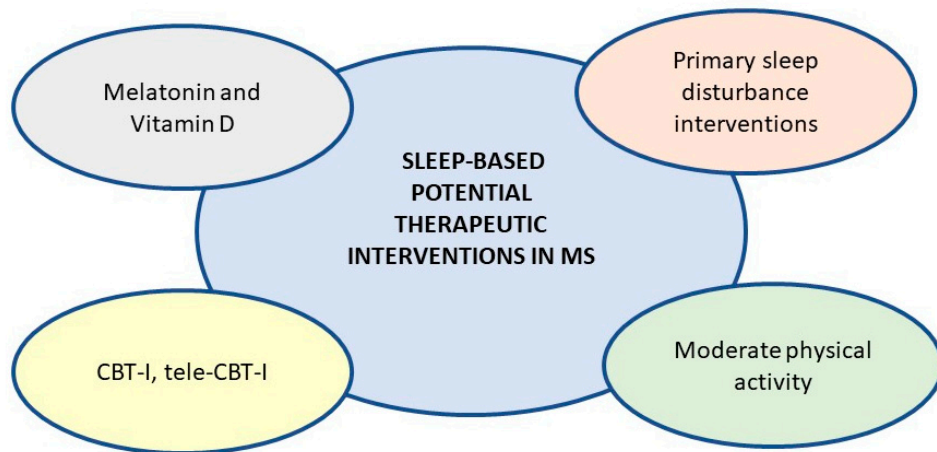 Melatonin and
Vitamin D
Primary sleep
disturbance
interventions
SLEEP-BASED
POTENTIAL
THERAPEUTIC
INTERVENTIONS IN MS
CBT-I, tele-CBT-I
Moderate physical
activity